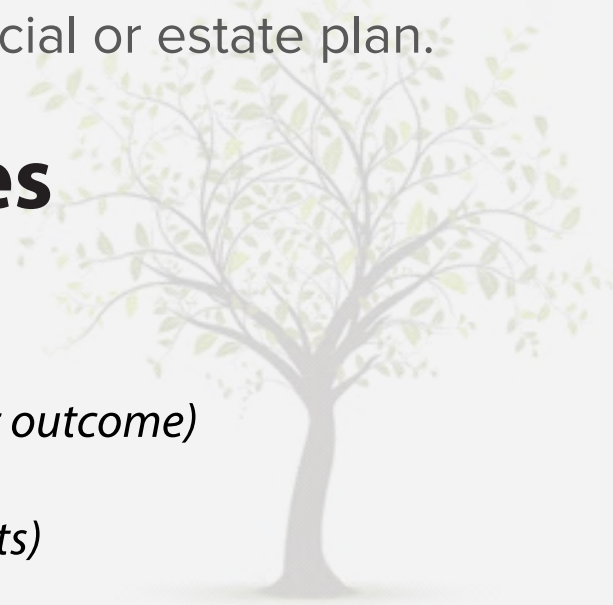 cial or estate plan.
es
outcome)
ts)